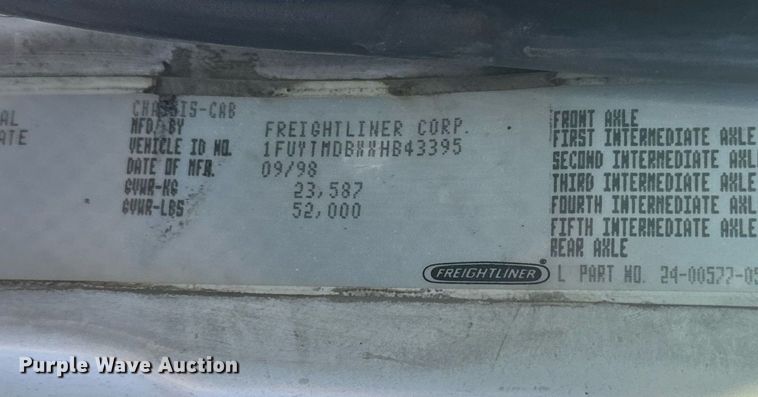 AL
ATE
CHASSIS-CAB
MFD BY FREIGHTLINER CORP.
VEHICLE ID NO. 1FUYTMDBXXHB43395
DATE OF MFR. 09/98
GVWR-KG 23,587
GVWR-LBS 52,000
FRONT AXLE
FIRST INTERMEDIATE AXLE
SECOND INTERMEDIATE AXLE
THIRD INTERMEDIATE AXLE
FOURTH INTERMEDIATE AXL
FIFTH INTERMEDIATE AXLE
REAR AXLE
FREIGHTLINER
L PART NO. 24-00577-05
Purple Wave Auction